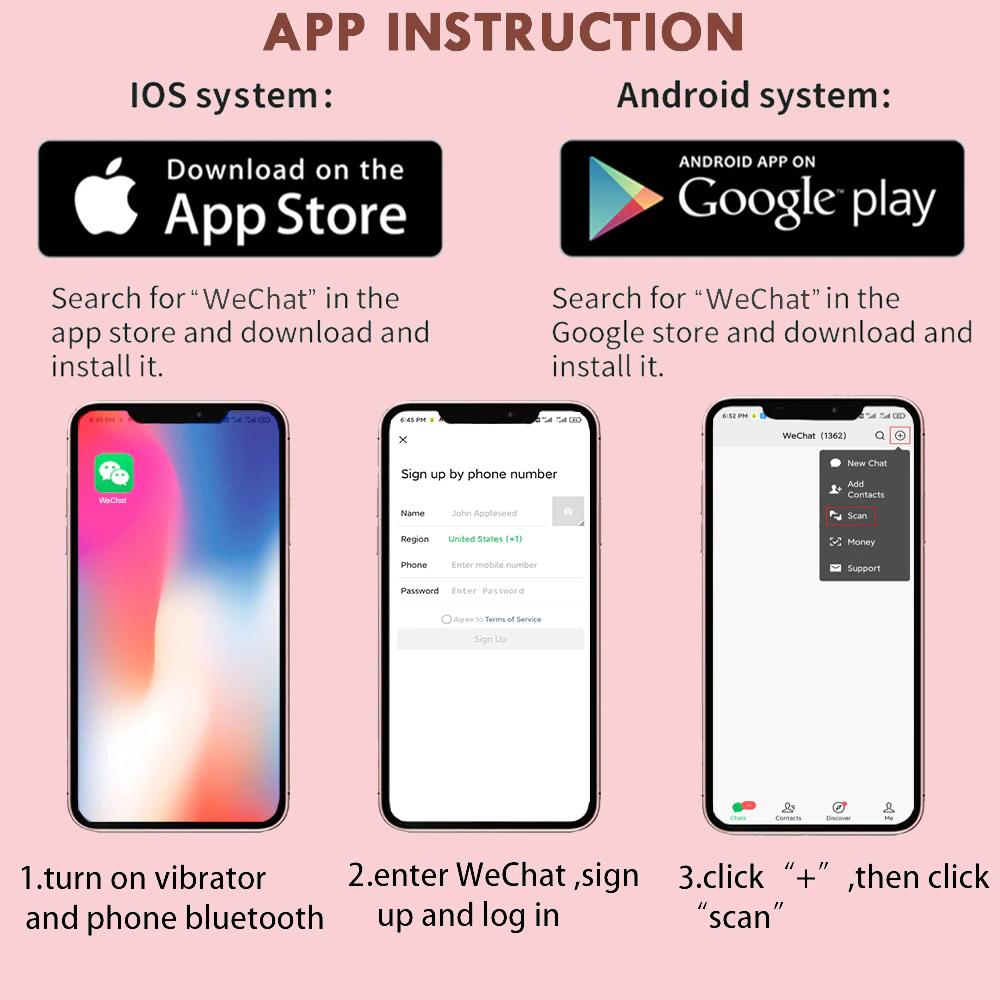 APP INSTRUCTION
IOS system:
Android system:
Download on the
App Store
ANDROID APP ON
Google™ play
Search for “WeChat” in the
app store and download and
install it.
Search for “WeChat” in the
Google store and download and
install it.
6:45 PM
WeChat
6:45 PM
Sign up by phone number
Name John Appleseed
Region United States (+1)
Phone Enter mobile number
Password Enter Password
Agree to Terms of Service
Sign Up
6:52 PM
WeChat (1362)
New Chat
Add
Contacts
Scan
Money
Support
Chats Contacts Discover Me
1.turn on vibrator
and phone bluetooth
2.enter WeChat ,sign
up and log in
3.click “+” ,then click
“scan”